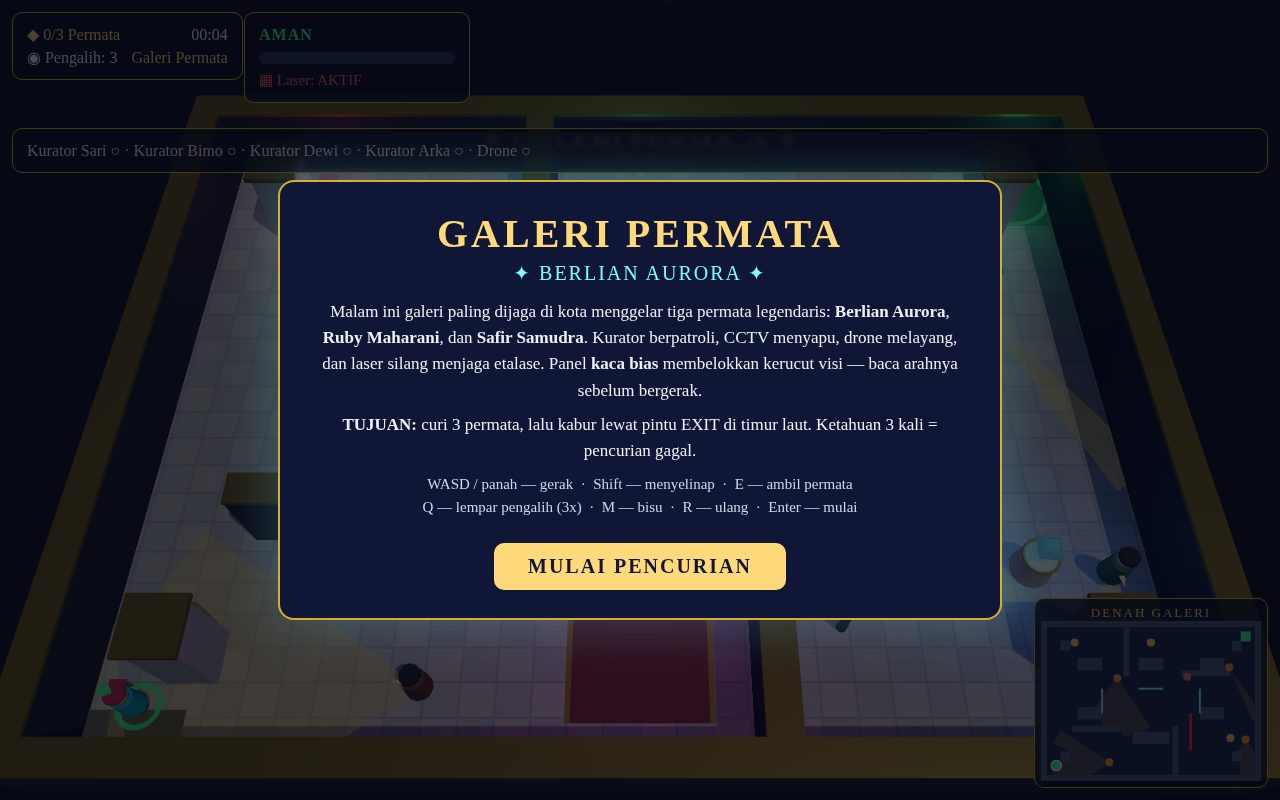 ◆ 0/3 Permata 00:04
◉ Pengalih: 3 Galeri Permata
AMAN
▦ Laser: AKTIF
Kurator Sari ○ · Kurator Bimo ○ · Kurator Dewi ○ · Kurator Arka ○ · Drone ○
GALERI PERMATA
✦ BERLIAN AURORA ✦
Malam ini galeri paling dijaga di kota menggelar tiga permata legendaris: Berlian Aurora,
Ruby Maharani, dan Safir Samudra. Kurator berpatroli, CCTV menyapu, drone melayang,
dan laser silang menjaga etalase. Panel kaca bias membelokkan kerucut visi — baca arahnya
sebelum bergerak.
TUJUAN: curi 3 permata, lalu kabur lewat pintu EXIT di timur laut. Ketahuan 3 kali =
pencurian gagal.
WASD / panah — gerak · Shift — menyelinap · E — ambil permata
Q — lempar pengalih (3x) · M — bisu · R — ulang · Enter — mulai
MULAI PENCURIAN
DENAH GALERI